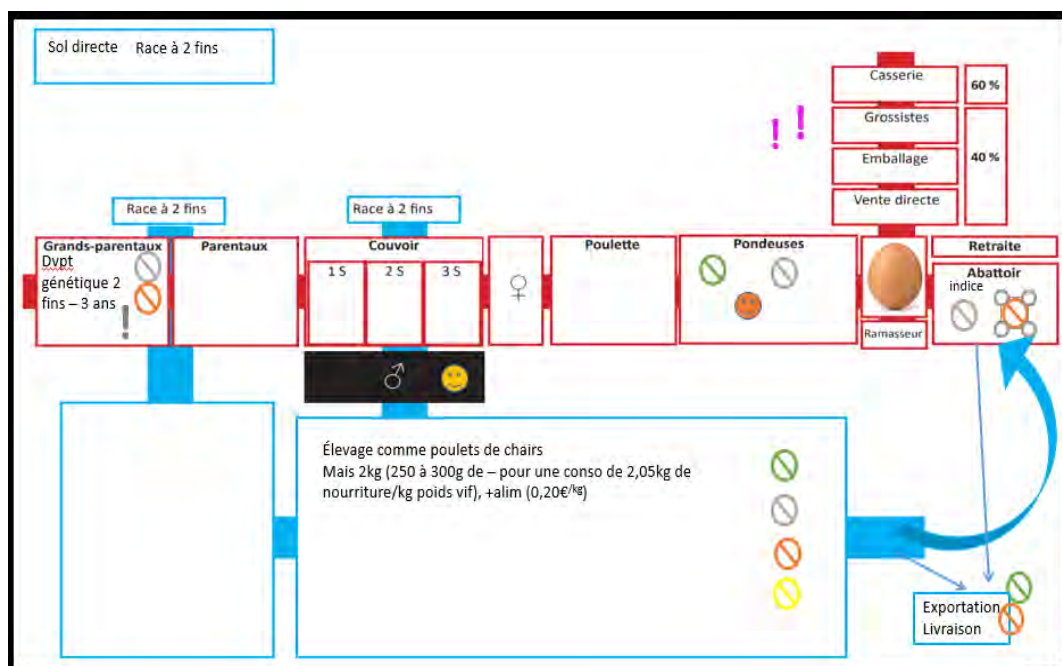 Sol directe Race à 2 fins
Casserie
60 %
Grossistes
Emballage
40 %
Vente directe
Race à 2 fins
Race à 2 fins
Grands-parentaux
Dvpt
génétique 2
fins – 3 ans
!
Parentaux
Couvoir
1 S
2 S
3 S
♀
Poulette
Pondeuses
Ramasseur
Retraite
Abattoir
indice
! !
♂
Élevage comme poulets de chairs
Mais 2kg (250 à 300g de – pour une conso de 2,05kg de
nourriture/kg poids vif), +alim (0,20€/kg)
Exportation
Livraison